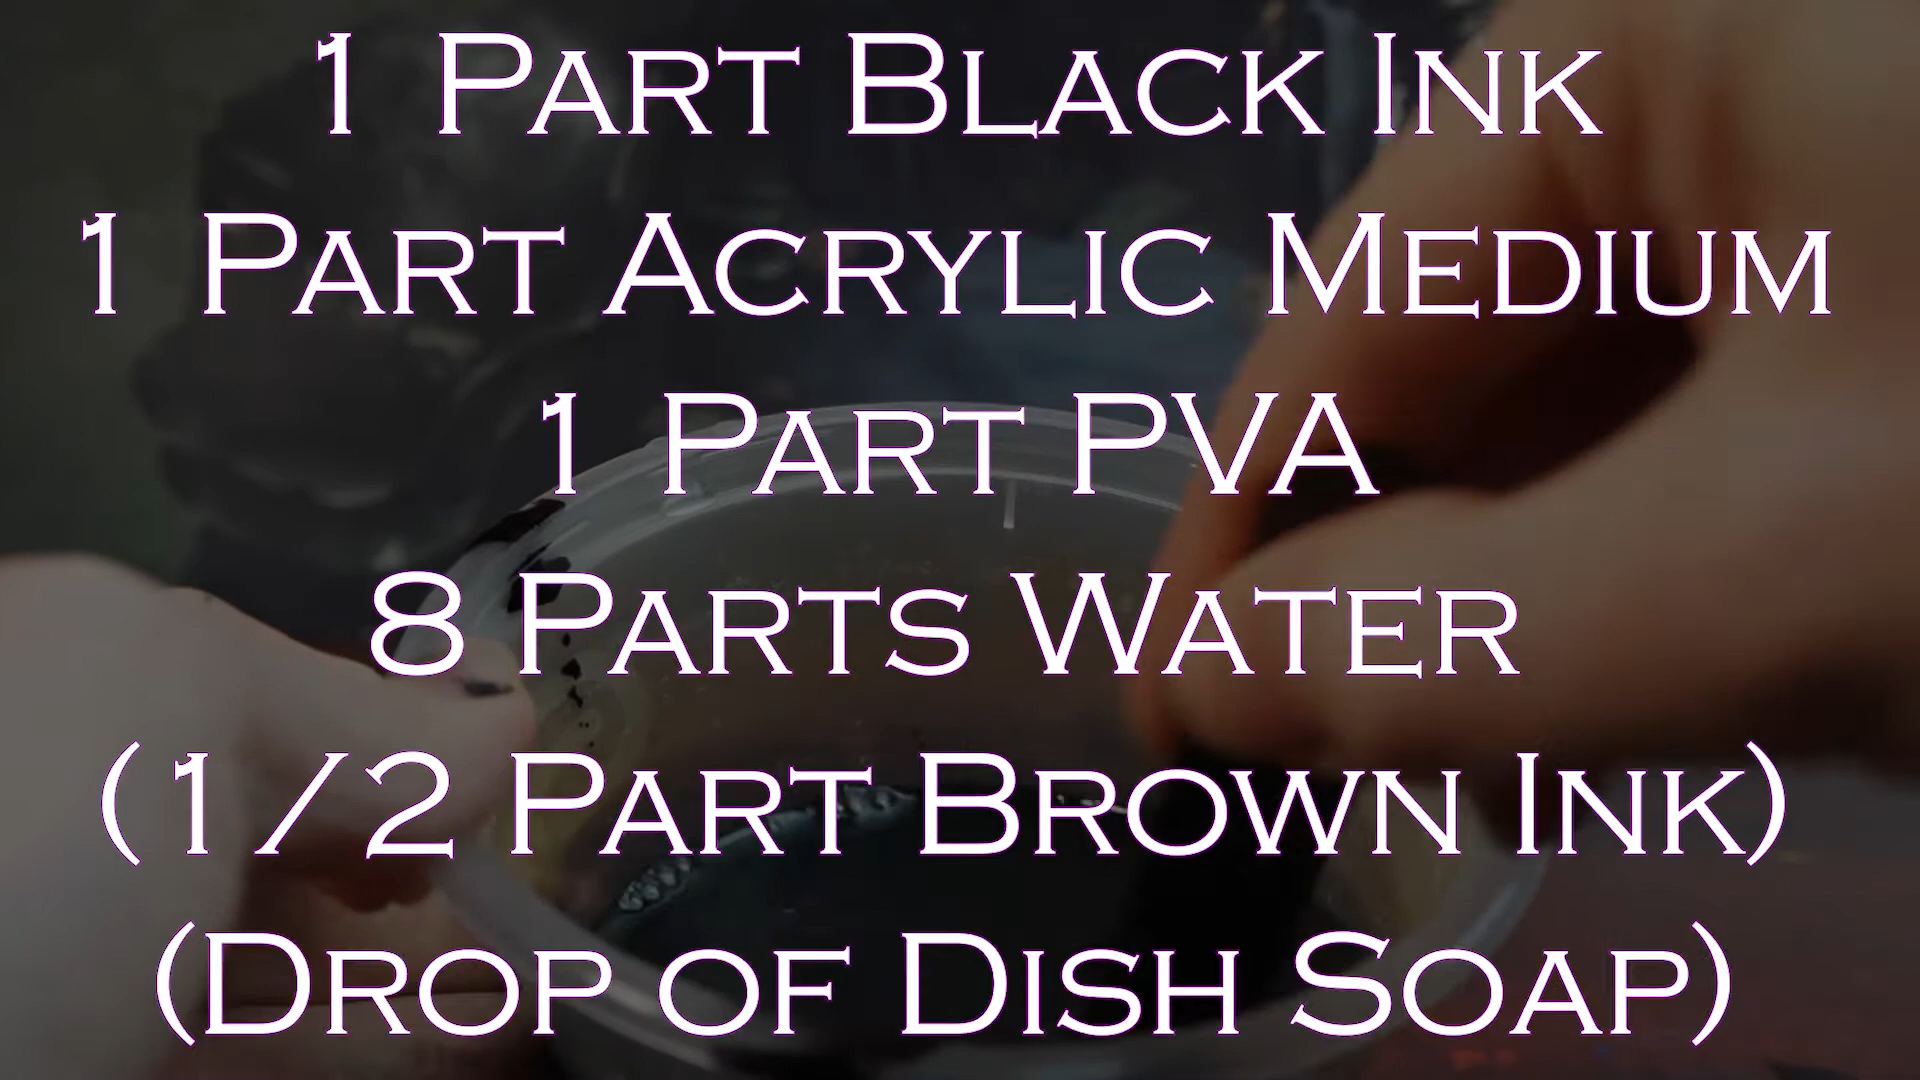 1 Part Black Ink
1 Part Acrylic Medium
1 Part PVA
8 Parts Water
(1/2 Part Brown Ink)
(Drop of Dish Soap)